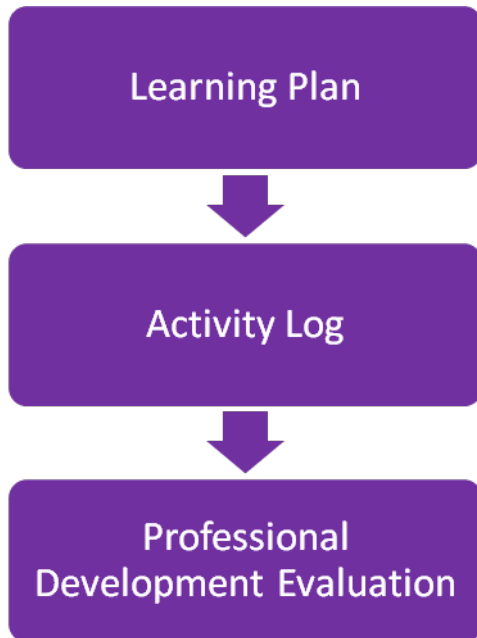 Learning Plan
Activity Log
Professional
Development Evaluation